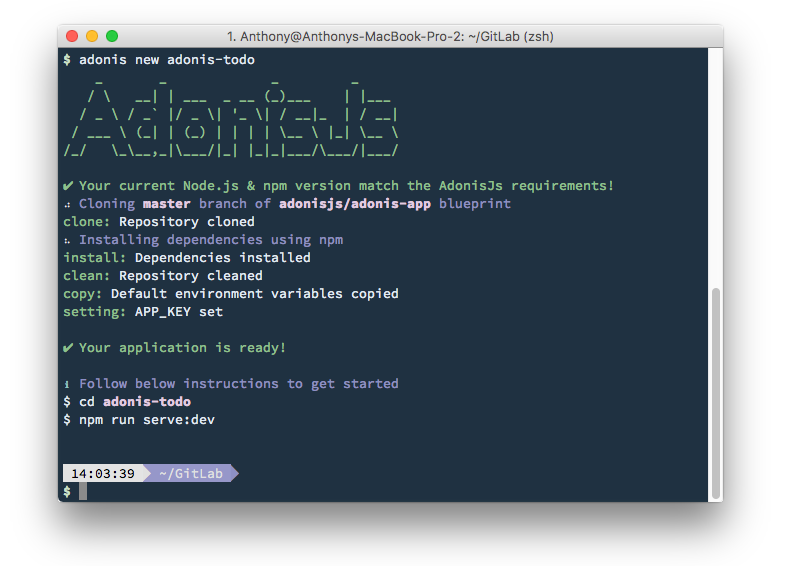 1. Anthony@Anthonys-MacBook-Pro-2: ~/GitLab (zsh)
$ adonis new adonis-todo
    _       _             _         _
   / \   __| | ___  _ __ (_)___    | |___
  / _ \ / _` |/ _ \| '_ \| / __|_  | / __|
 / ___ \ (_| | (_) | | | | \__ \ |_| \__ \
/_/   \_\__,_|\___/|_| |_|_|___/\___/|___/
✔ Your current Node.js & npm version match the AdonisJs requirements!
⠴ Cloning master branch of adonisjs/adonis-app blueprint
clone: Repository cloned
⠦ Installing dependencies using npm
install: Dependencies installed
clean: Repository cleaned
copy: Default environment variables copied
setting: APP_KEY set
✔ Your application is ready!
ℹ Follow below instructions to get started
$ cd adonis-todo
$ npm run serve:dev
14:03:39 ~/GitLab
$